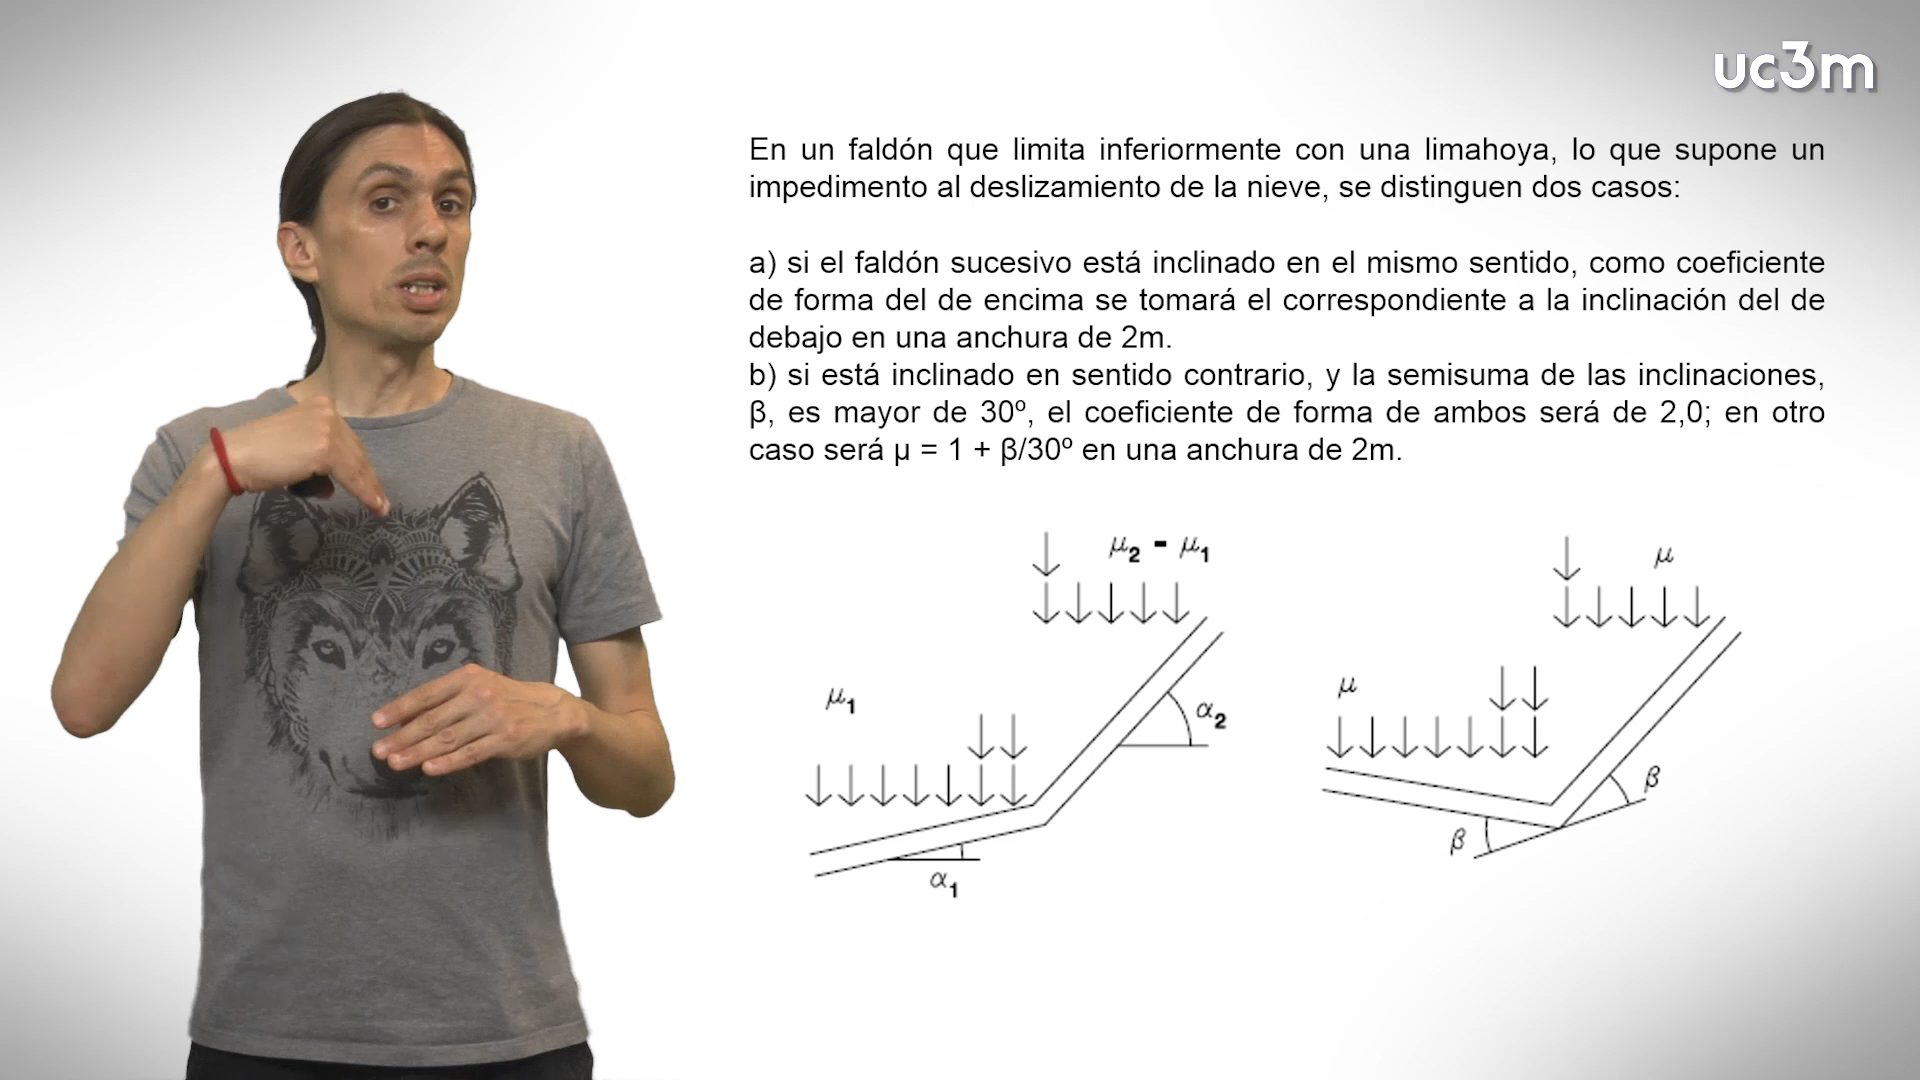 uc3m
En un faldón que limita inferiormente con una limahoya, lo que supone un
impedimento al deslizamiento de la nieve, se distinguen dos casos:
a) si el faldón sucesivo está inclinado en el mismo sentido, como coeficiente
de forma del de encima se tomará el correspondiente a la inclinación del de
debajo en una anchura de 2m.
b) si está inclinado en sentido contrario, y la semisuma de las inclinaciones,
β, es mayor de 30º, el coeficiente de forma de ambos será de 2,0; en otro
caso será μ = 1 + β/30º en una anchura de 2m.
μ2 - μ1
μ
μ1
μ
α2
β
β
α1